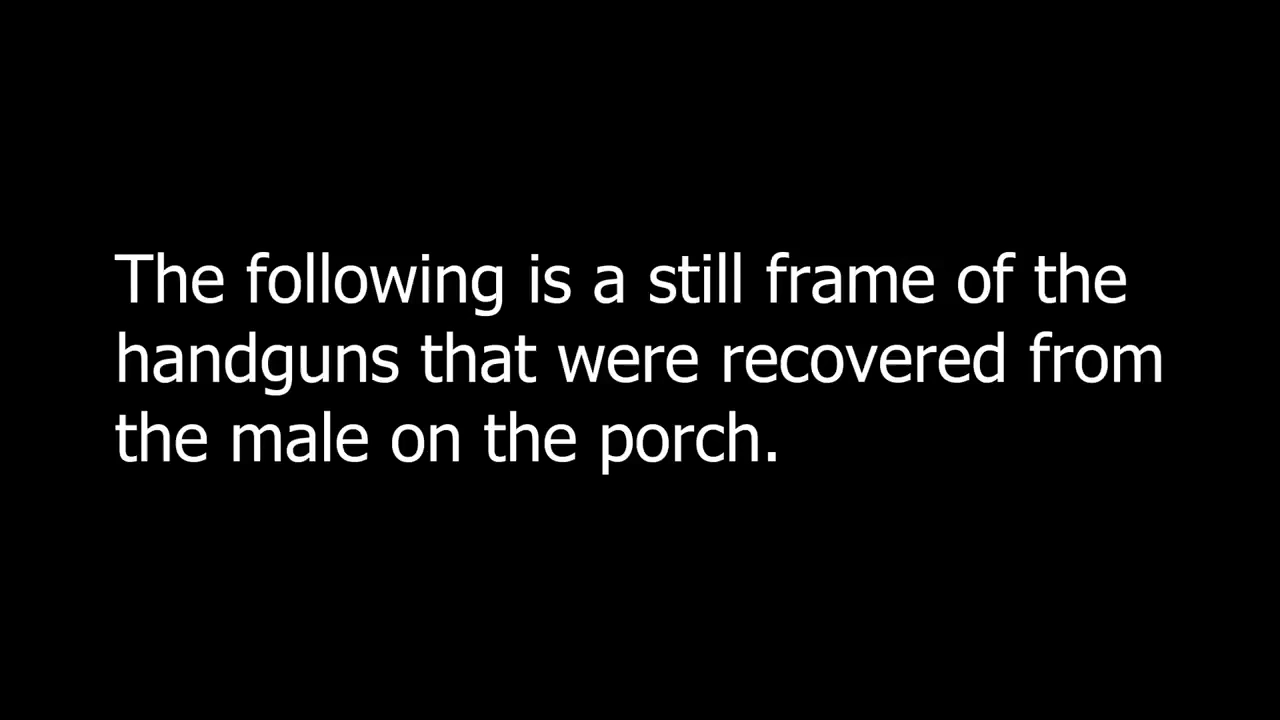 The following is a still frame of the
handguns that were recovered from
the male on the porch.